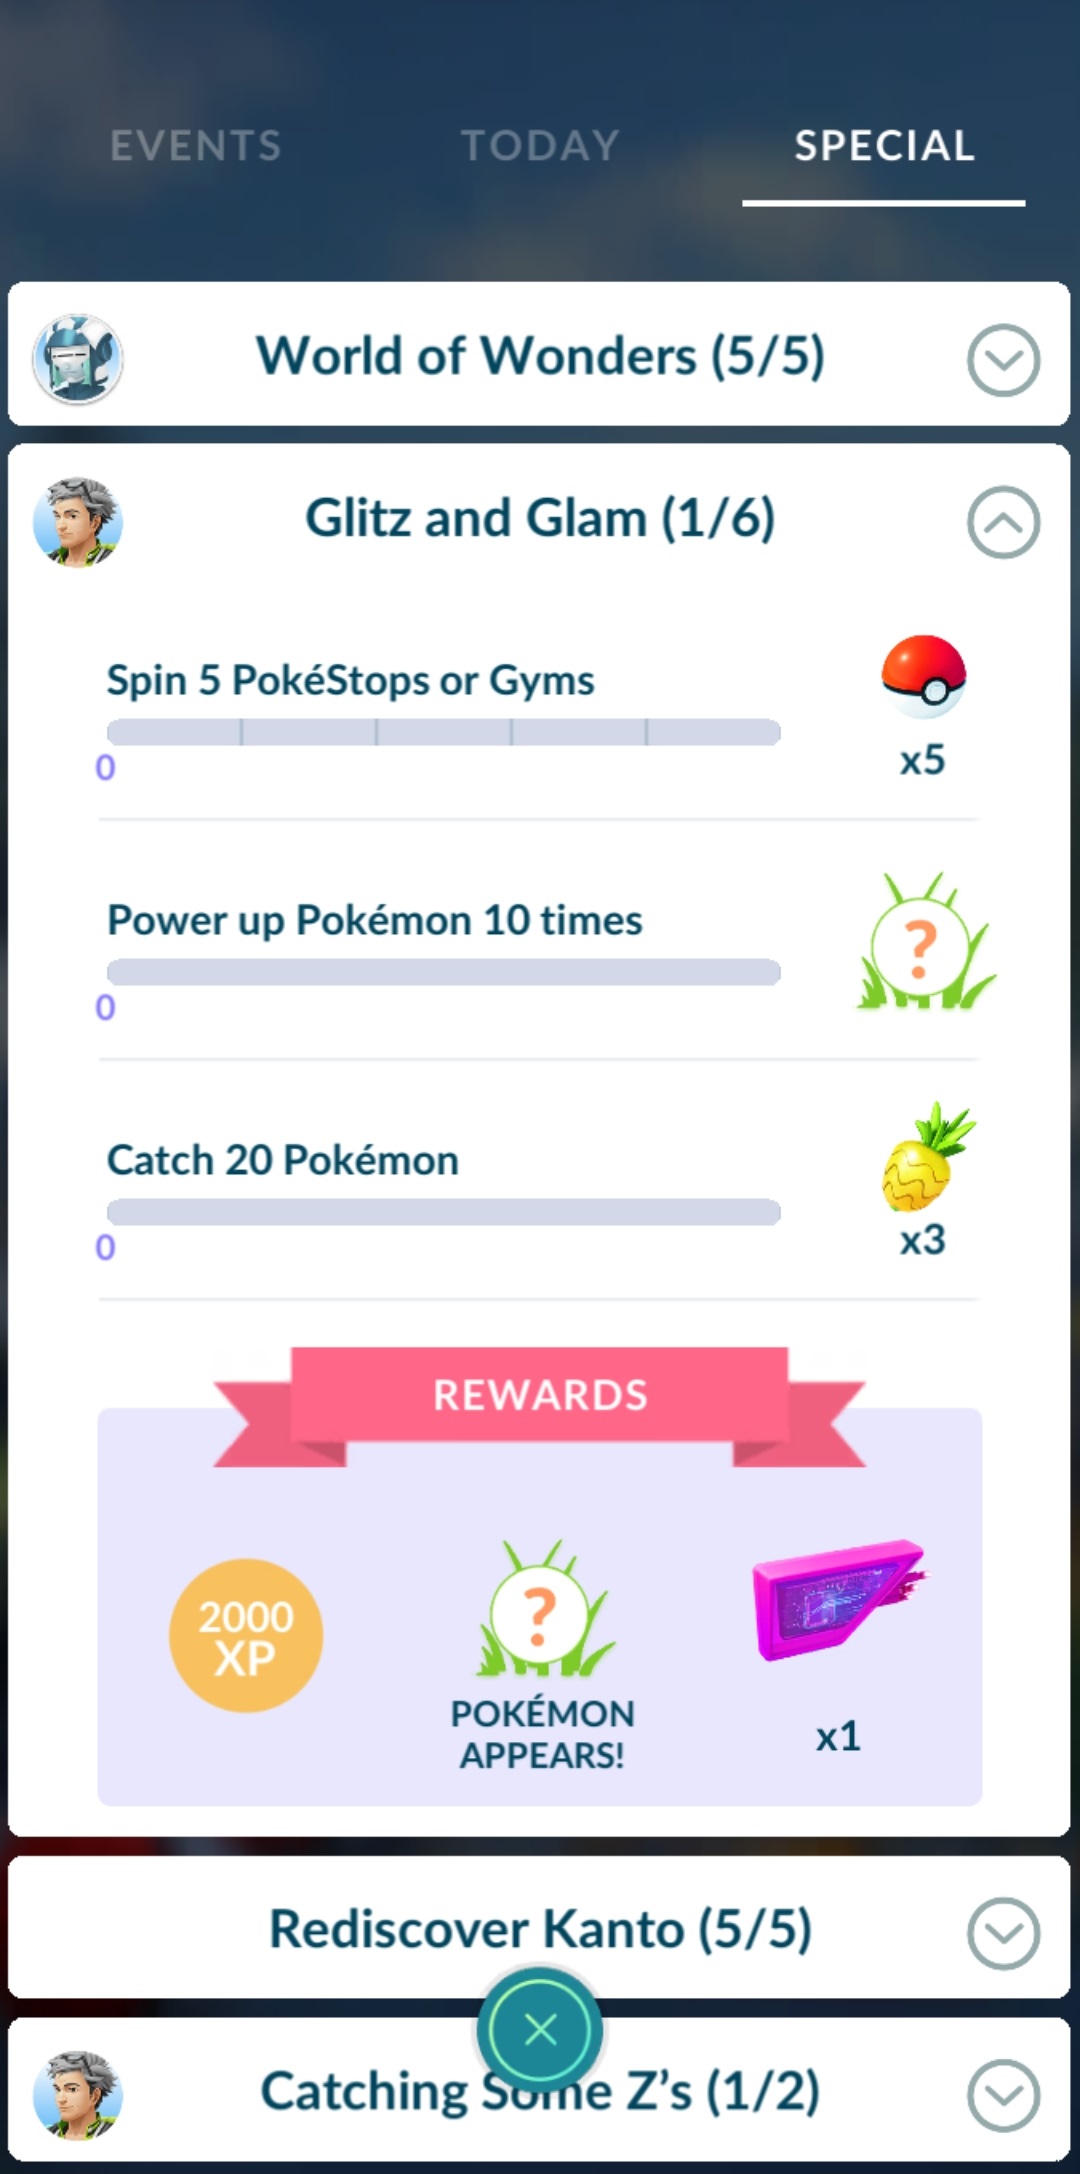 EVENTS
TODAY
SPECIAL
World of Wonders (5/5)
Glitz and Glam (1/6)
Spin 5 PokéStops or Gyms
0
x5
Power up Pokémon 10 times
0
?
Catch 20 Pokémon
0
x3
REWARDS
2000
XP
?
POKÉMON
APPEARS!
x1
Rediscover Kanto (5/5)
Catching Some Z’s (1/2)